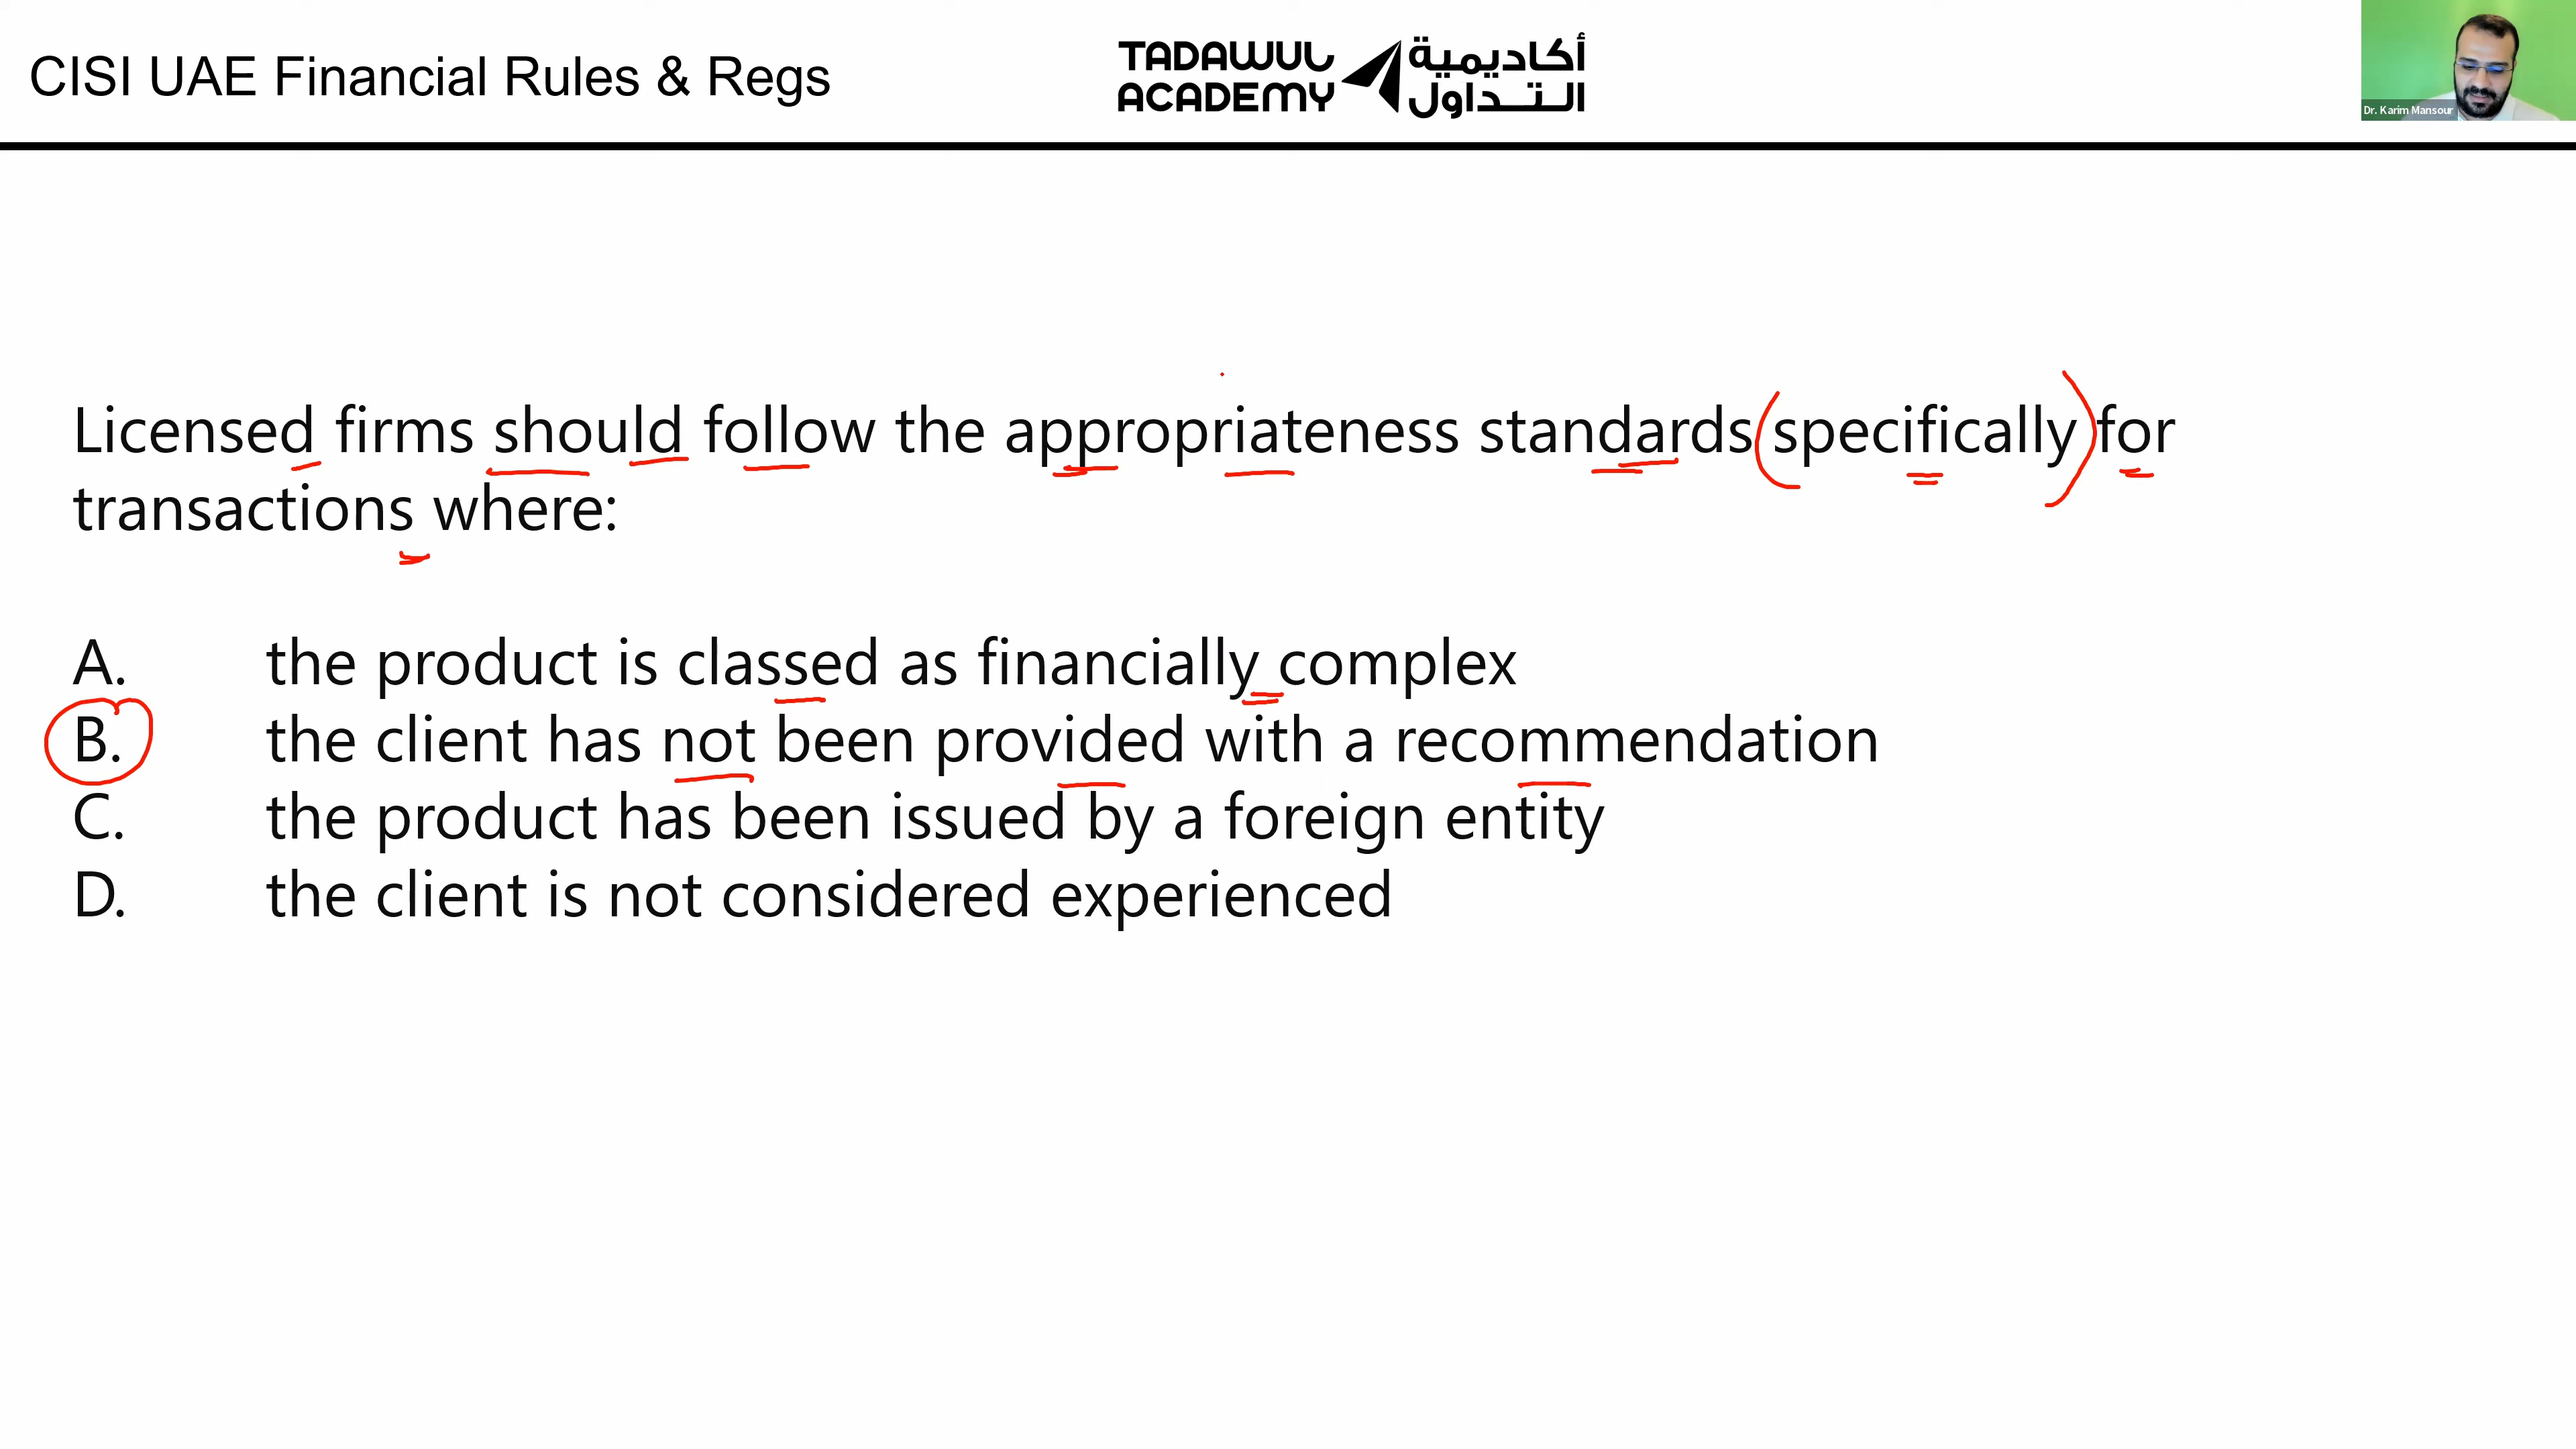 CISI UAE Financial Rules & Regs
TADAWUL
ACADEMY
أكاديمية
التـــداول
Dr. Karim Mansour
Licensed firms should follow the appropriateness standards specifically for
transactions where:
A. the product is classed as financially complex
B. the client has not been provided with a recommendation
C. the product has been issued by a foreign entity
D. the client is not considered experienced